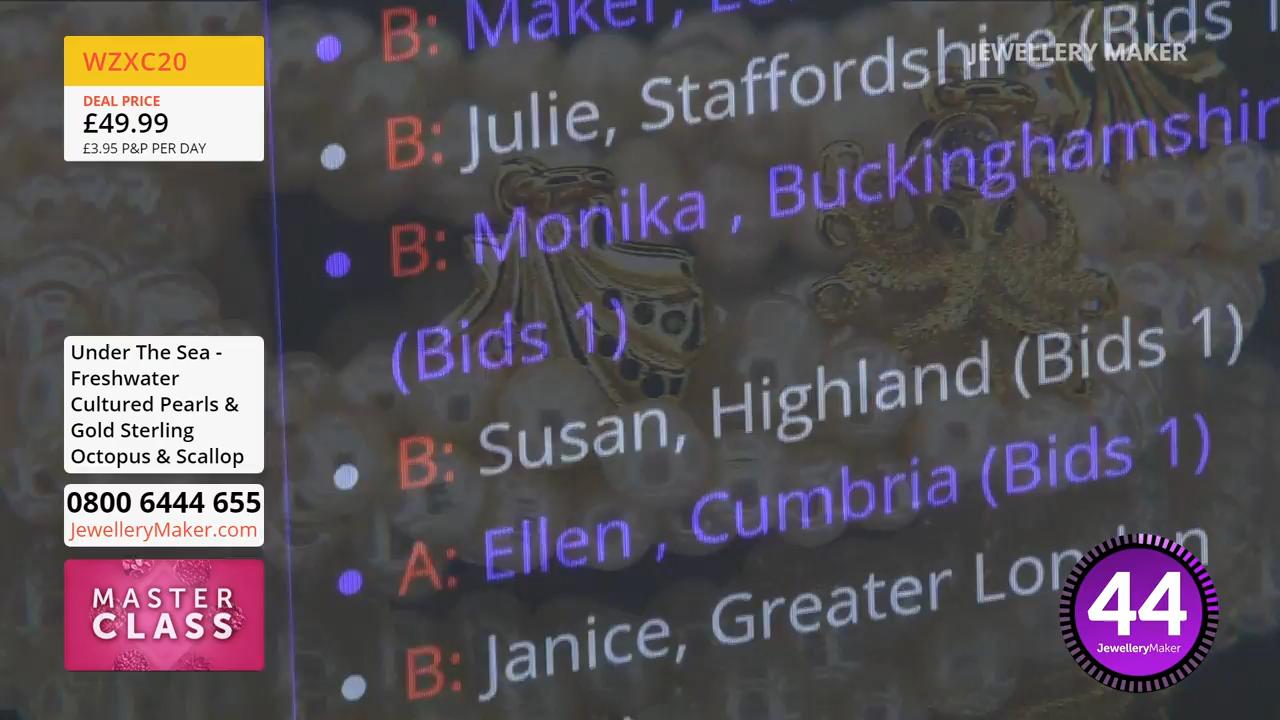 WZXC20
DEAL PRICE
£49.99
£3.95 P&P PER DAY
Under The Sea -
Freshwater
Cultured Pearls &
Gold Sterling
Octopus & Scallop
0800 6444 655
JewelleryMaker.com
MASTER
CLASS
JEWELLERY MAKER
B: Maker,
B: Julie, Staffordshire (Bids
B: Monika , Buckinghamshir
(Bids 1)
B: Susan, Highland (Bids 1)
A: Ellen , Cumbria (Bids 1)
B: Janice, Greater London
44
JewelleryMaker